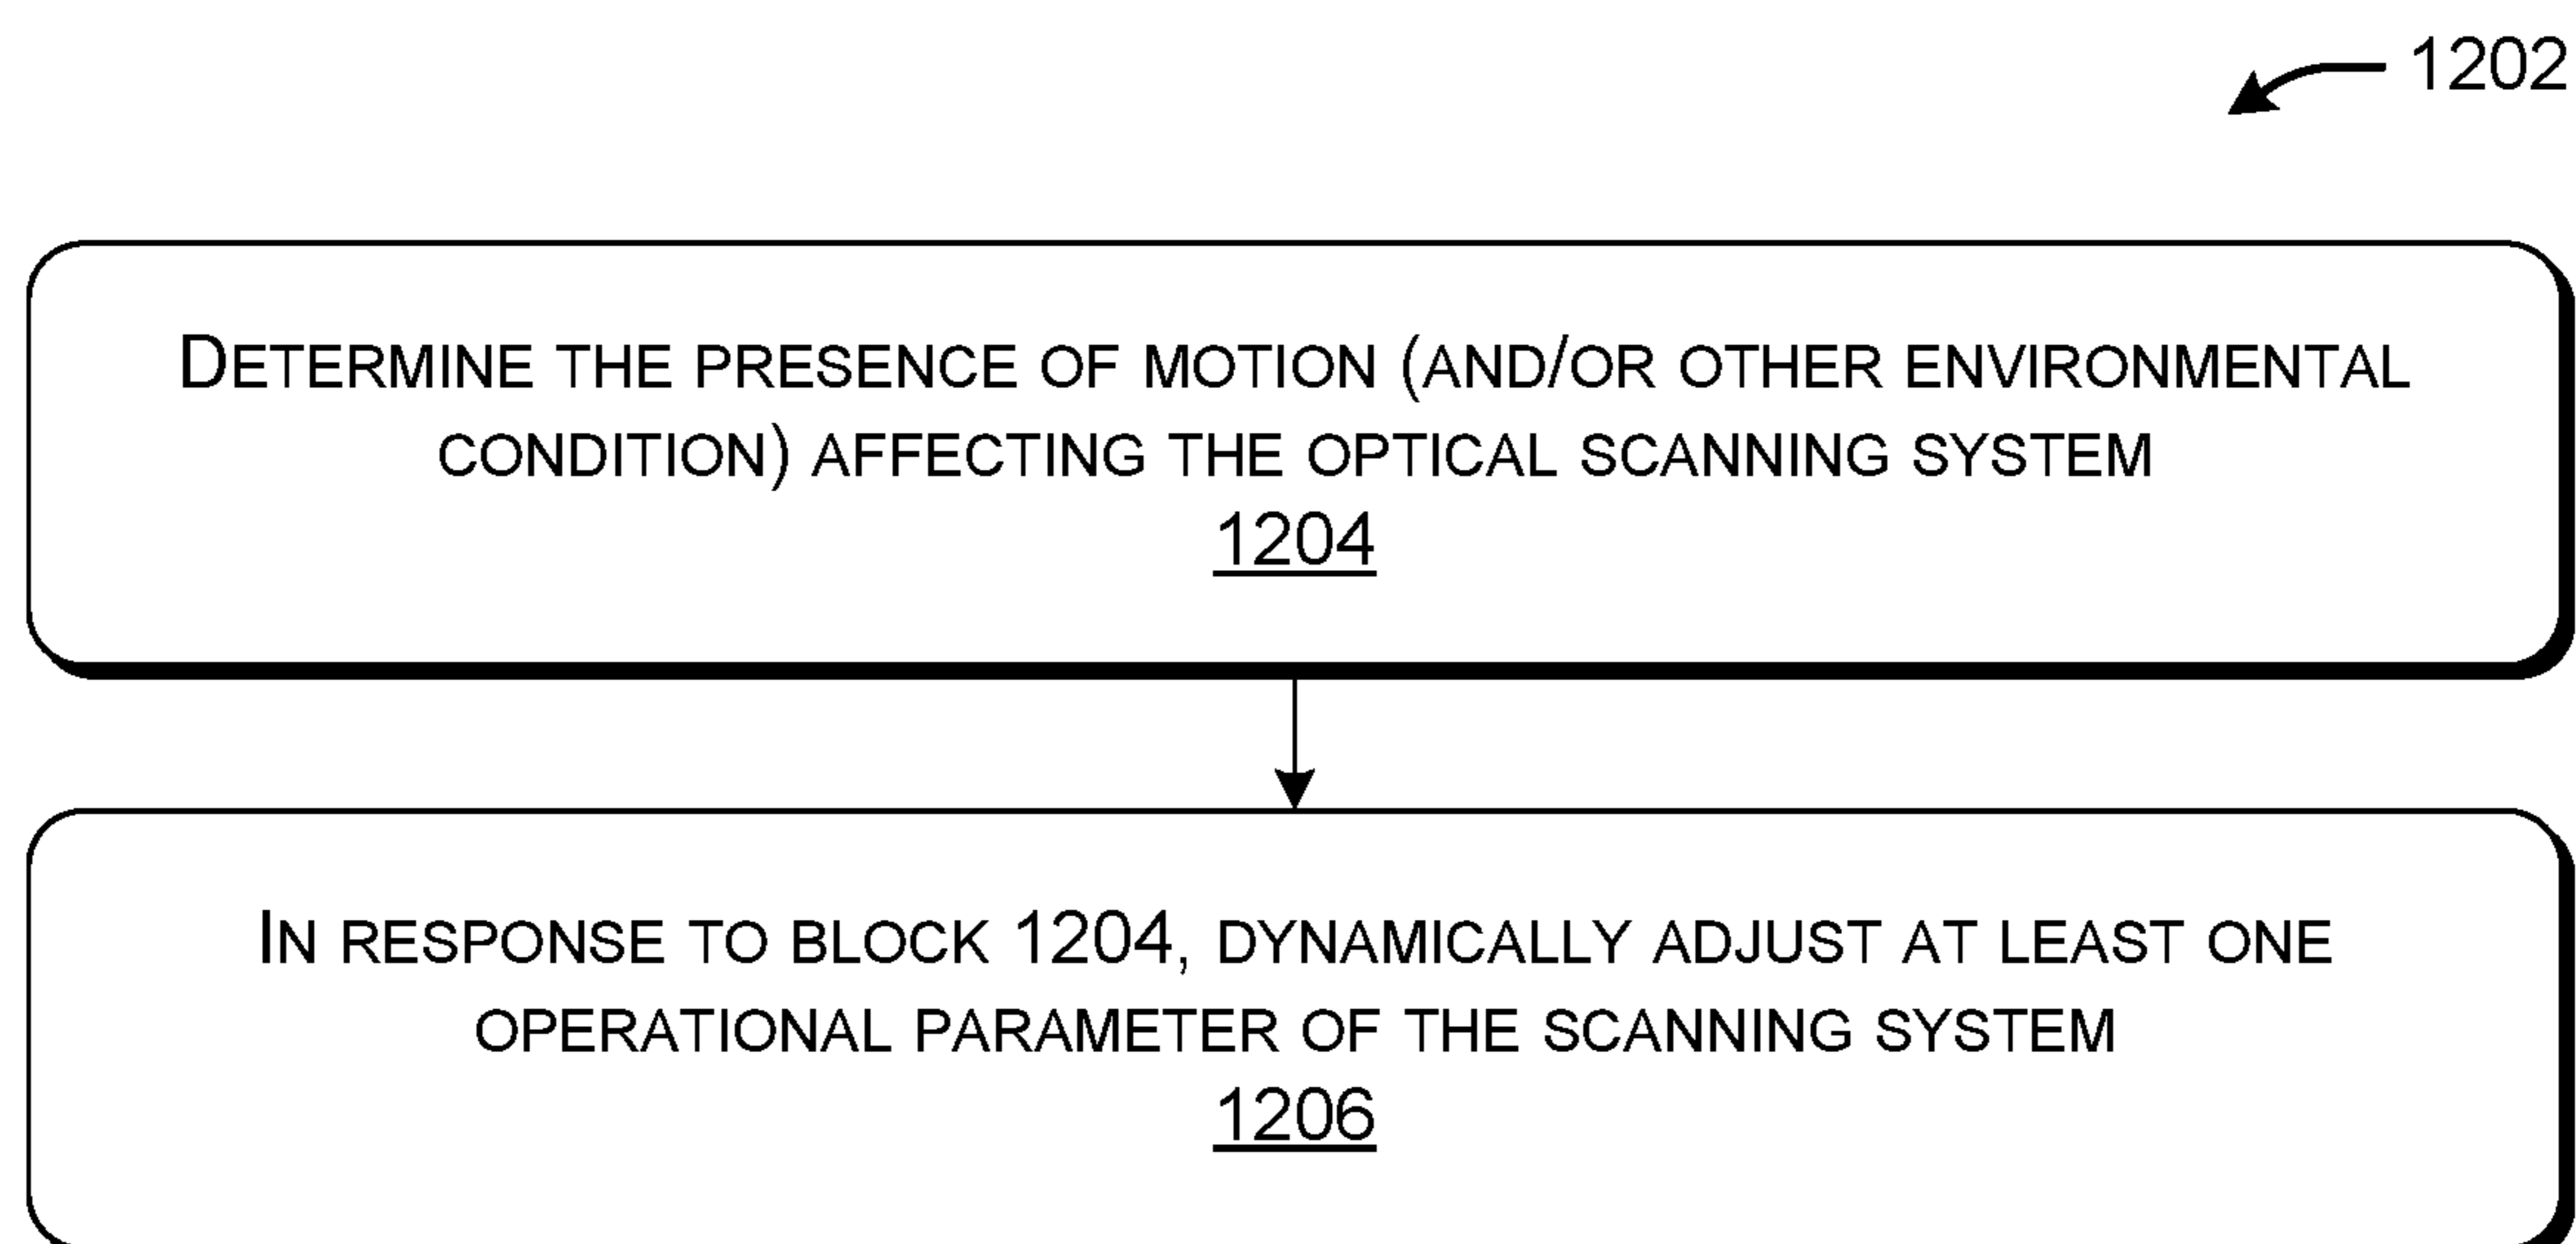 1202
DETERMINE THE PRESENCE OF MOTION (AND/OR OTHER ENVIRONMENTAL
CONDITION) AFFECTING THE OPTICAL SCANNING SYSTEM
1204
IN RESPONSE TO BLOCK 1204, DYNAMICALLY ADJUST AT LEAST ONE
OPERATIONAL PARAMETER OF THE SCANNING SYSTEM
1206